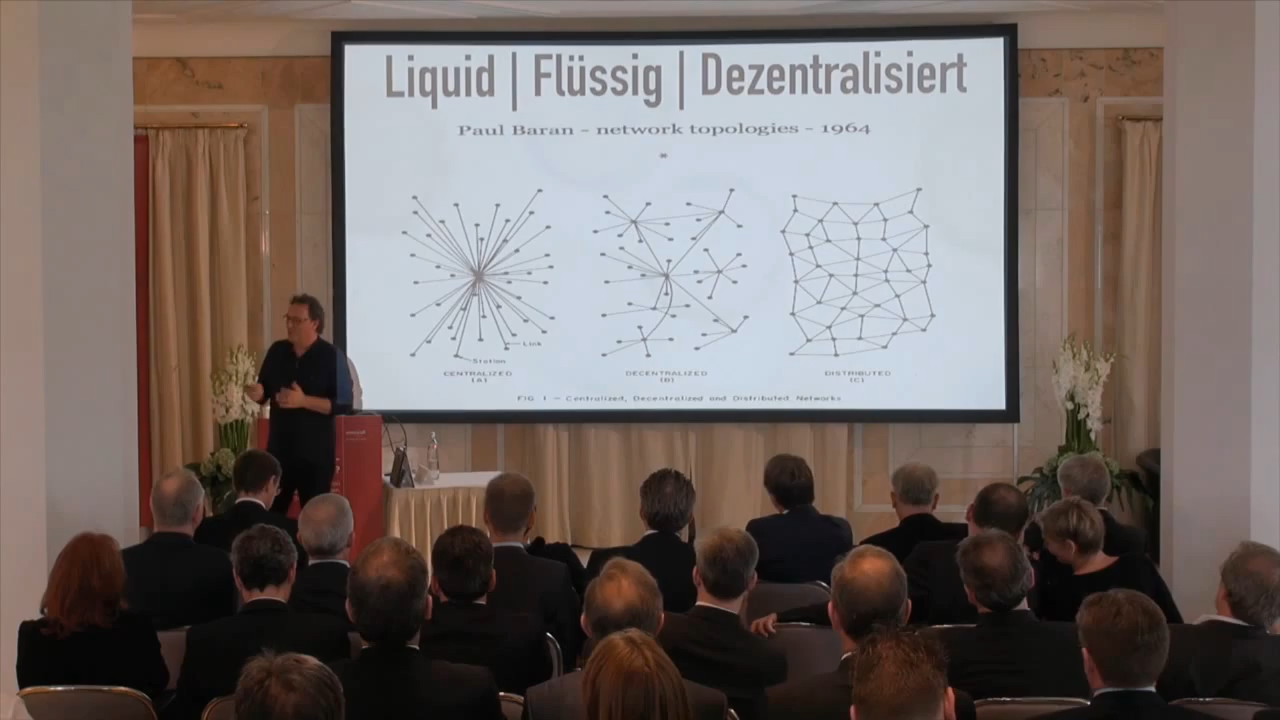 Liquid | Flüssig | Dezentralisiert
Paul Baran - network topologies - 1964
*
Link
Station
CENTRALIZED
(A)
DECENTRALIZED
(B)
DISTRIBUTED
(C)
FIG. 1 — Centralized, Decentralized and Distributed Networks